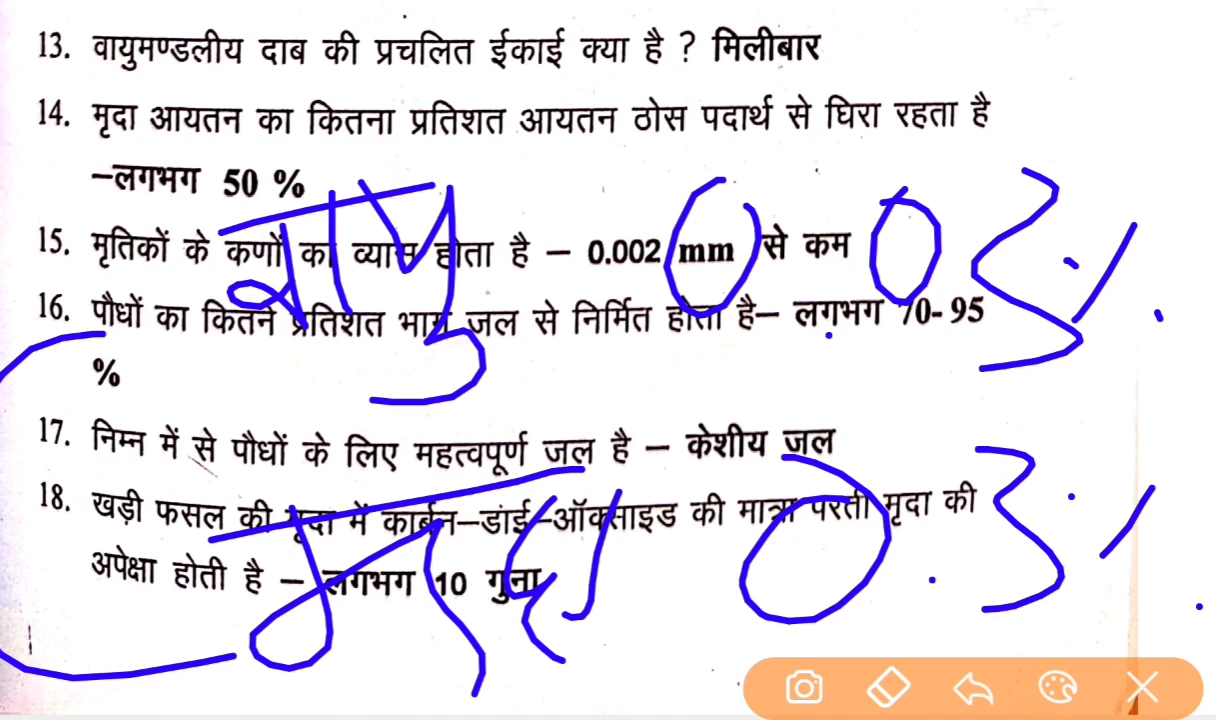 13. वायुमण्डलीय दाब की प्रचलित ईकाई क्या है ? मिलीबार
14. मृदा आयतन का कितना प्रतिशत आयतन ठोस पदार्थ से घिरा रहता है
–लगभग 50 %
15. मृतिकों के कणों का व्यास होता है – 0.002 mm से कम
16. पौधों का कितने प्रतिशत भाग जल से निर्मित होता है– लगभग 70-95
%
17. निम्न में से पौधों के लिए महत्वपूर्ण जल है – केशीय जल
18. खड़ी फसल की मृदा में कार्बन–डाई–ऑक्साइड की मात्रा परती मृदा की
अपेक्षा होती है – लगभग 10 गुना
वायु 0.03%
मृदा 0.3%